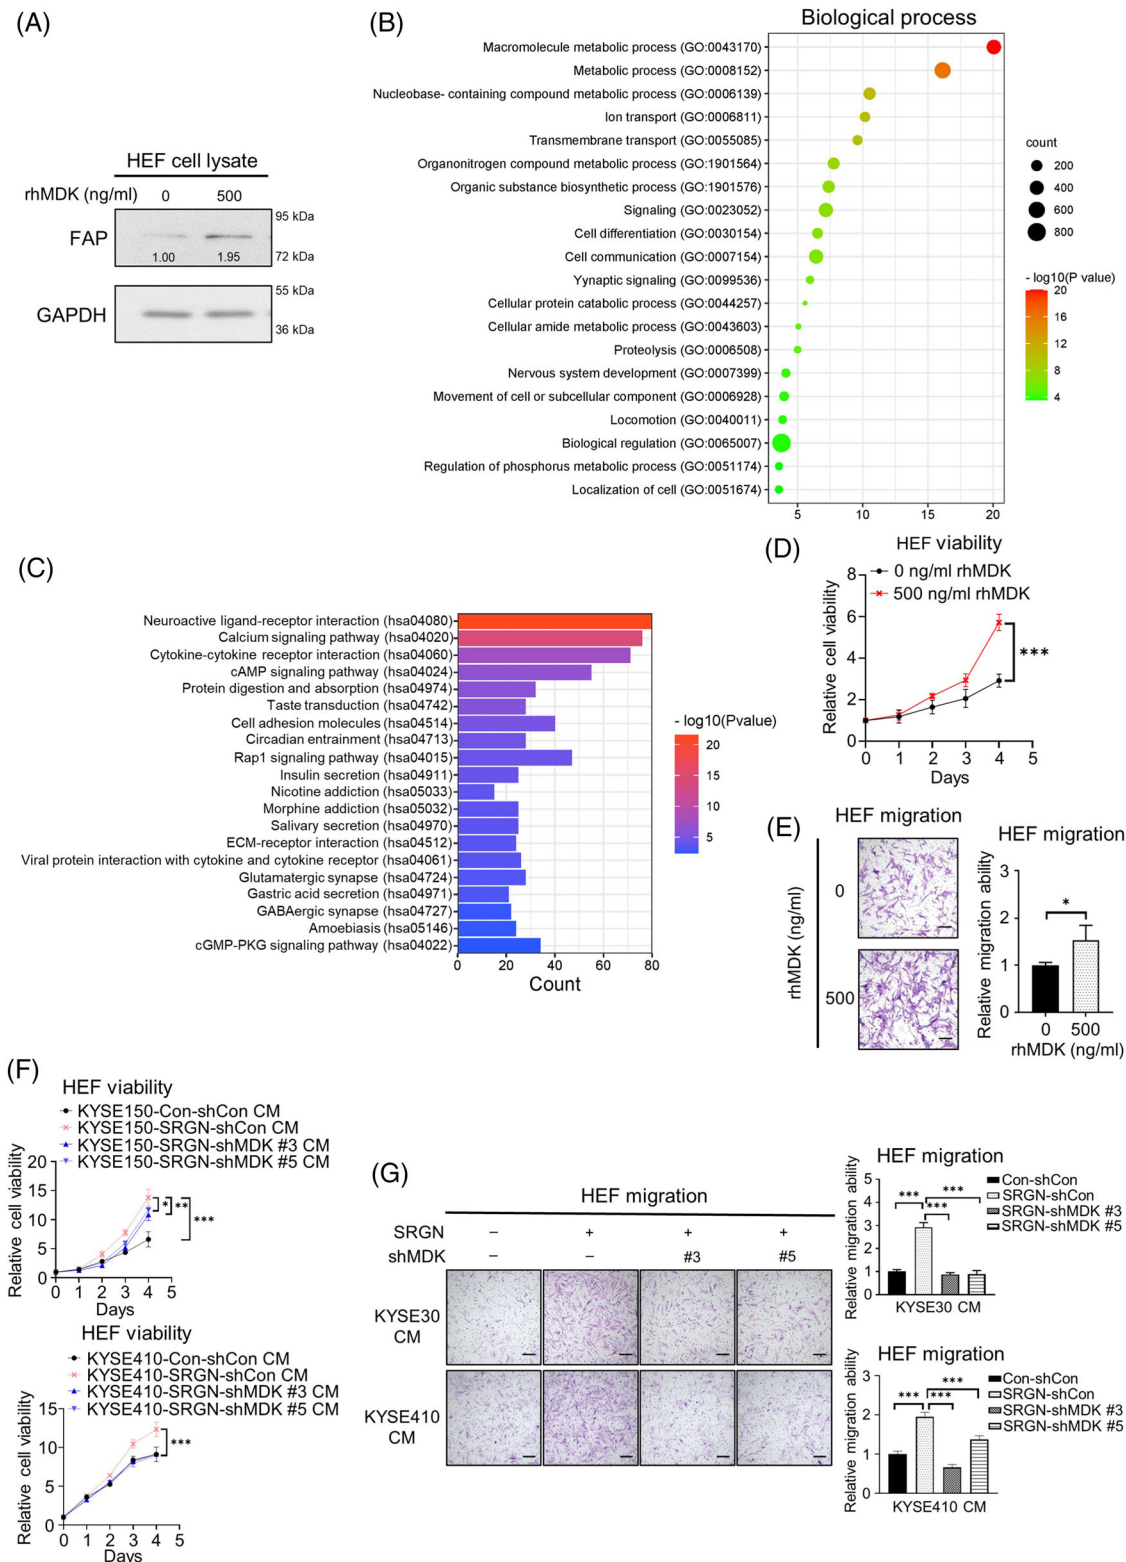 (A)
HEF cell lysate
rhMDK (ng/ml) 0 500
95 kDa
FAP
1.00 1.95
72 kDa
55 kDa
GAPDH
36 kDa
(B)
Biological process
Macromolecule metabolic process (GO:0043170)
Metabolic process (GO:0008152)
Nucleobase- containing compound metabolic process (GO:0006139)
Ion transport (GO:0006811)
Transmembrane transport (GO:0055085)
Organonitrogen compound metabolic process (GO:1901564)
Organic substance biosynthetic process (GO:1901576)
Signaling (GO:0023052)
Cell differentiation (GO:0030154)
Cell communication (GO:0007154)
Yynaptic signaling (GO:0099536)
Cellular protein catabolic process (GO:0044257)
Cellular amide metabolic process (GO:0043603)
Proteolysis (GO:0006508)
Nervous system development (GO:0007399)
Movement of cell or subcellular component (GO:0006928)
Locomotion (GO:0040011)
Biological regulation (GO:0065007)
Regulation of phosphorus metabolic process (GO:0051174)
Localization of cell (GO:0051674)
5 10 15 20
count
200
400
600
800
- log10(P value)
20
16
12
8
4
(C)
Neuroactive ligand-receptor interaction (hsa04080)
Calcium signaling pathway (hsa04020)
Cytokine-cytokine receptor interaction (hsa04060)
cAMP signaling pathway (hsa04024)
Protein digestion and absorption (hsa04974)
Taste transduction (hsa04742)
Cell adhesion molecules (hsa04514)
Circadian entrainment (hsa04713)
Rap1 signaling pathway (hsa04015)
Insulin secretion (hsa04911)
Nicotine addiction (hsa05033)
Morphine addiction (hsa05032)
Salivary secretion (hsa04970)
ECM-receptor interaction (hsa04512)
Viral protein interaction with cytokine and cytokine receptor (hsa04061)
Glutamatergic synapse (hsa04724)
Gastric acid secretion (hsa04971)
GABAergic synapse (hsa04727)
Amoebiasis (hsa05146)
cGMP-PKG signaling pathway (hsa04022)
0 20 40 60 80
Count
- log10(Pvalue)
20
15
10
5
(D)
HEF viability
0 ng/ml rhMDK
500 ng/ml rhMDK
Relative cell viability
8
6
4
2
0
***
0 1 2 3 4 5
Days
(E)
HEF migration
rhMDK (ng/ml)
0
500
HEF migration
Relative migration ability
3
2
1
0
*
0 500
rhMDK (ng/ml)
(F)
HEF viability
KYSE150-Con-shCon CM
KYSE150-SRGN-shCon CM
KYSE150-SRGN-shMDK #3 CM
KYSE150-SRGN-shMDK #5 CM
Relative cell viability
20
15
10
5
0
* ** ***
0 1 2 3 4 5
Days
HEF viability
KYSE410-Con-shCon CM
KYSE410-SRGN-shCon CM
KYSE410-SRGN-shMDK #3 CM
KYSE410-SRGN-shMDK #5 CM
Relative cell viability
15
10
5
0
***
0 1 2 3 4 5
Days
(G)
HEF migration
SRGN – + + +
shMDK – – #3 #5
KYSE30
CM
KYSE410
CM
HEF migration
Relative migration ability
5
4
3
2
1
0
*** *** ***
Con-shCon
SRGN-shCon
SRGN-shMDK #3
SRGN-shMDK #5
KYSE30 CM
HEF migration
Relative migration ability
3
2
1
0
*** *** ***
Con-shCon
SRGN-shCon
SRGN-shMDK #3
SRGN-shMDK #5
KYSE410 CM